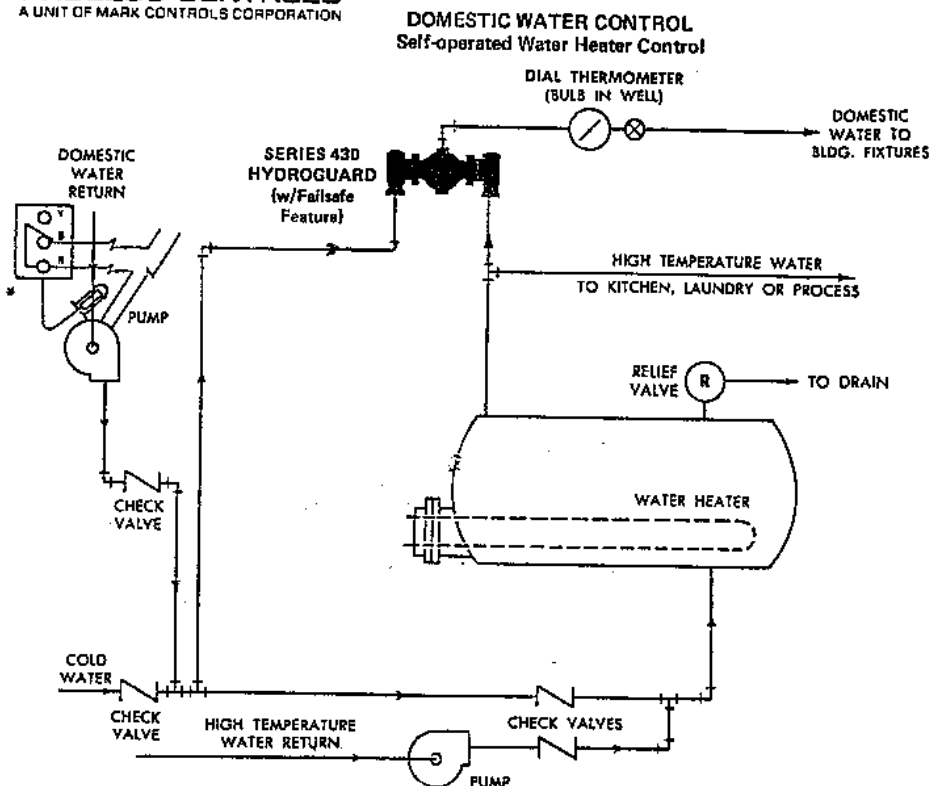 A UNIT OF MARK CONTROLS CORPORATION
DOMESTIC WATER CONTROL
Self-operated Water Heater Control
DIAL THERMOMETER
(BULB IN WELL)
DOMESTIC
WATER TO
BLDG. FIXTURES
DOMESTIC
WATER
RETURN
SERIES 430
HYDROGUARD
(w/Failsafe
Feature)
Y
B
R
*
PUMP
HIGH TEMPERATURE WATER
TO KITCHEN, LAUNDRY OR PROCESS
RELIEF
VALVE
R
TO DRAIN
CHECK
VALVE
WATER HEATER
COLD
WATER
CHECK
VALVE
HIGH TEMPERATURE
WATER RETURN
CHECK VALVES
PUMP